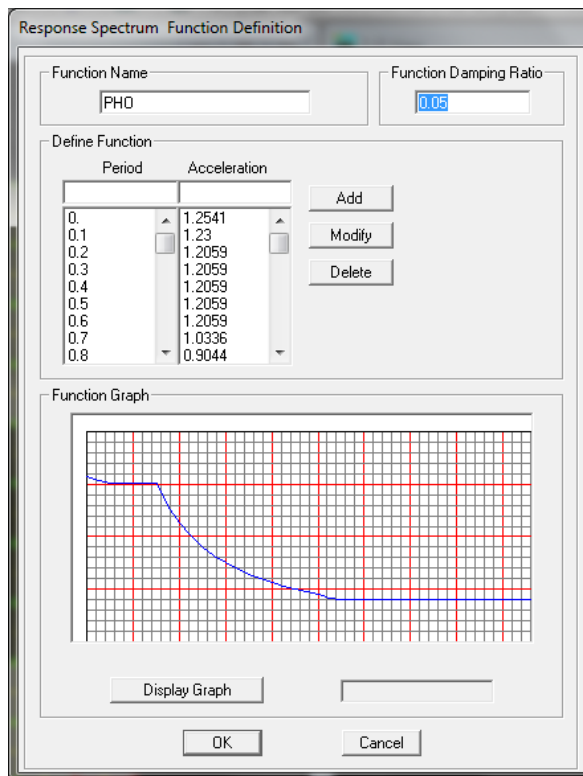 Response Spectrum Function Definition
Function Name
PHO
Function Damping Ratio
0.05
Define Function
Period Acceleration
0. 1.2541
0.1 1.23
0.2 1.2059
0.3 1.2059
0.4 1.2059
0.5 1.2059
0.6 1.2059
0.7 1.0336
0.8 0.9044
Add
Modify
Delete
Function Graph
Display Graph
OK Cancel